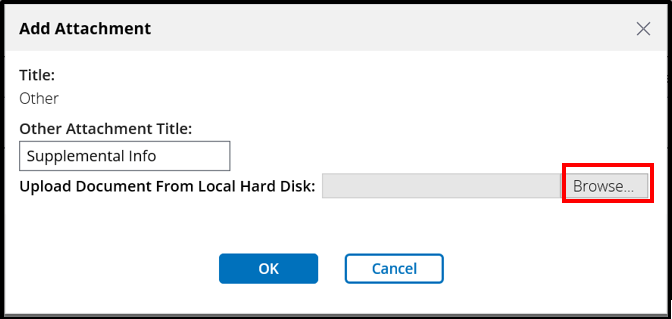 Add Attachment
Title:
Other
Other Attachment Title:
Supplemental Info
Upload Document From Local Hard Disk: Browse...
OK Cancel